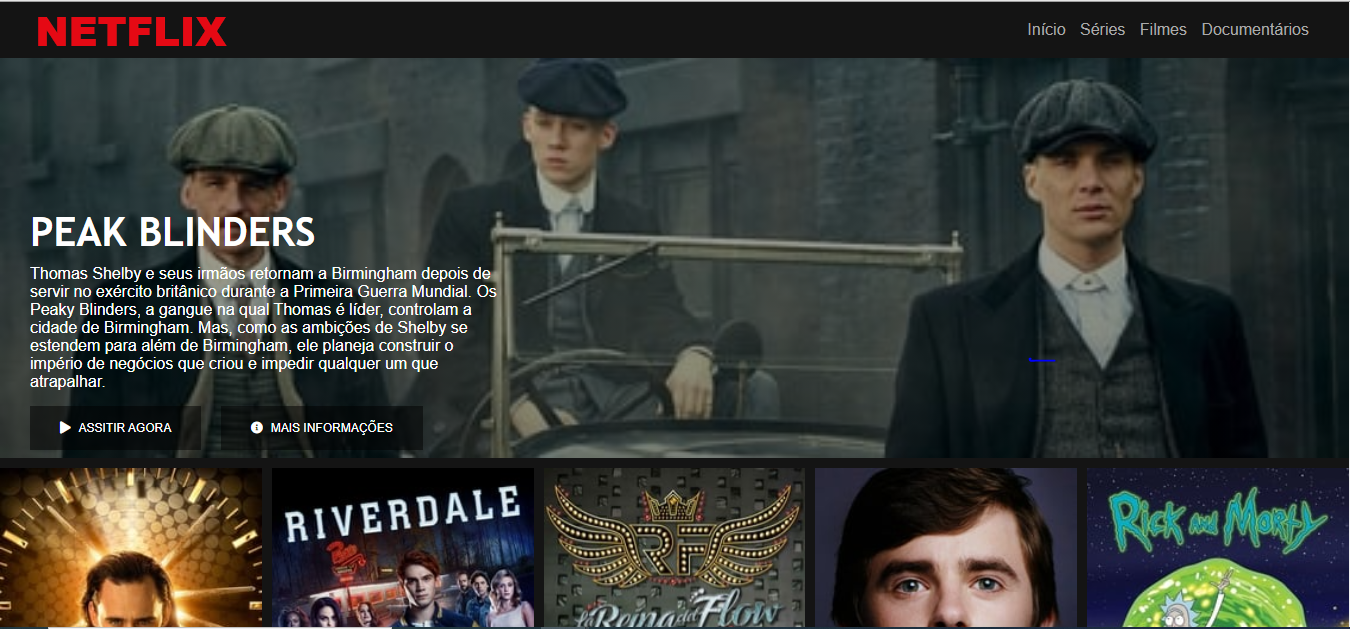 NETFLIX
Início Séries Filmes Documentários
PEAK BLINDERS
Thomas Shelby e seus irmãos retornam a Birmingham depois de
servir no exército britânico durante a Primeira Guerra Mundial. Os
Peaky Blinders, a gangue na qual Thomas é líder, controlam a
cidade de Birmingham. Mas, como as ambições de Shelby se
estendem para além de Birmingham, ele planeja construir o
império de negócios que criou e impedir qualquer um que
atrapalhar.
ASSITIR AGORA
MAIS INFORMAÇÕES
RIVERDALE
RF
La Reina del Flow
Rick and Morty